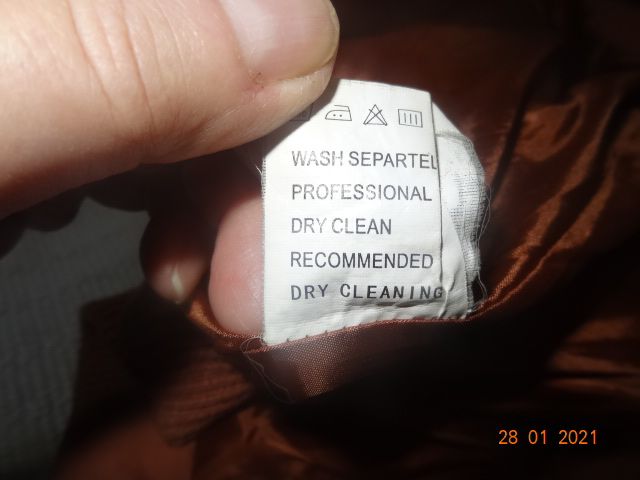 WASH SEPARTEL
PROFESSIONAL
DRY CLEAN
RECOMMENDED
DRY CLEANING
28 01 2021